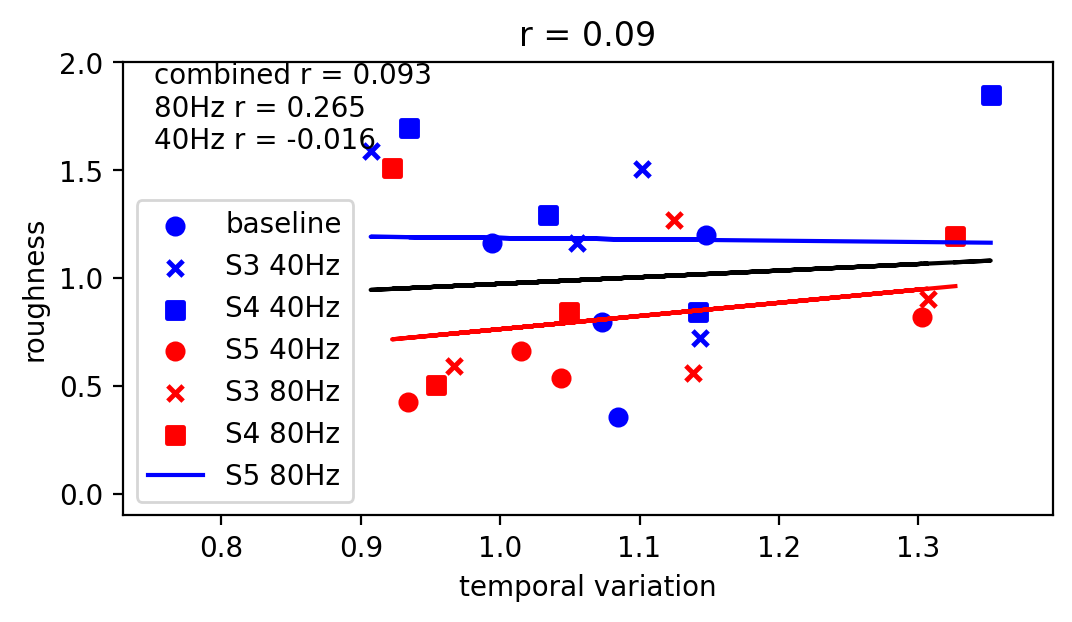 r = 0.09
combined r = 0.093
80Hz r = 0.265
40Hz r = -0.016
2.0
1.5
1.0
0.5
0.0
roughness
baseline
S3 40Hz
S4 40Hz
S5 40Hz
S3 80Hz
S4 80Hz
S5 80Hz
0.8 0.9 1.0 1.1 1.2 1.3
temporal variation